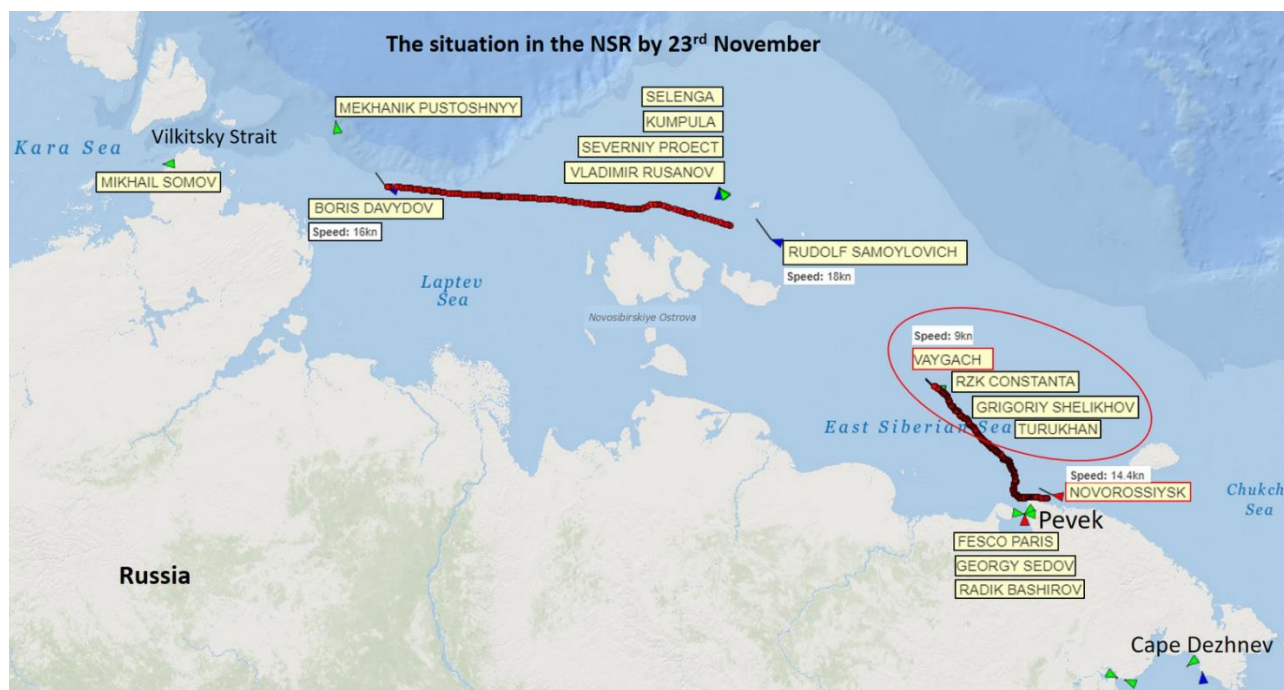 The situation in the NSR by 23rd November
SELENGA
MEKHANIK PUSTOSHNYY
KUMPULA
Vilkitsky Strait
Kara Sea
SEVERNIY PROECT
VLADIMIR RUSANOV
MIKHAIL SOMOV
BORIS DAVYDOV
Speed: 16kn
RUDOLF SAMOYLOVICH
Speed: 18kn
Laptev
Sea
Novosibirskiye Ostrova
Speed: 9kn
VAYGACH
RZK CONSTANTA
GRIGORIY SHELIKHOV
East Siberian Sea
TURUKHAN
Speed: 14.4kn
NOVOROSSIYSK
Chukch
Sea
Pevek
FESCO PARIS
GEORGY SEDOV
RADIK BASHIROV
Russia
Cape Dezhnev